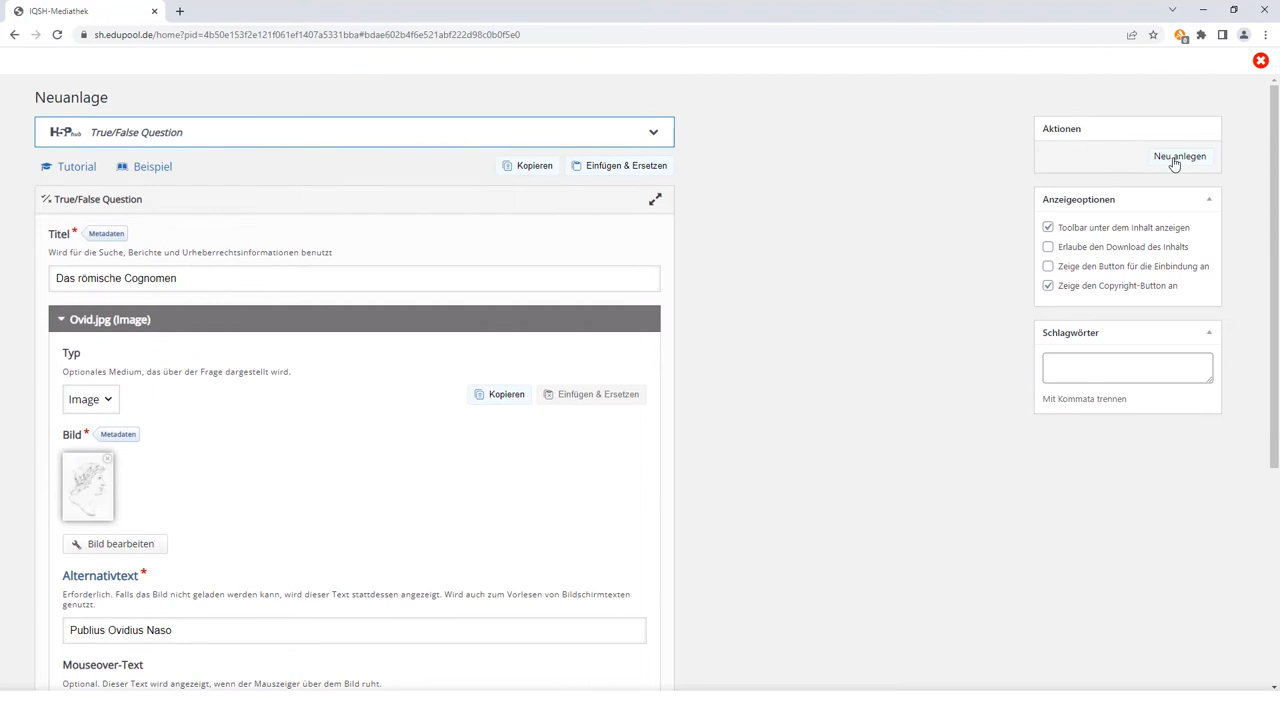 IQSH-Mediathek
sh.edupool.de/home?pid=4b50e153f2e121f061ef1407a5331bba#bdae602b4f6e521abf222d98c0b0f5e0
Neuanlage
H5P hub True/False Question
Tutorial Beispiel Kopieren Einfügen & Ersetzen
True/False Question
Titel* Metadaten
Wird für die Suche, Berichte und Urheberrechtsinformationen benutzt
Das römische Cognomen
Ovid.jpg (Image)
Typ
Optionales Medium, das über der Frage dargestellt wird.
Image Kopieren Einfügen & Ersetzen
Bild* Metadaten
Bild bearbeiten
Alternativtext*
Erforderlich. Falls das Bild nicht geladen werden kann, wird dieser Text stattdessen angezeigt. Wird auch zum Vorlesen von Bildschirmtexten
genutzt.
Publius Ovidius Naso
Mouseover-Text
Optional. Dieser Text wird angezeigt, wenn der Mauszeiger über dem Bild ruht.
Aktionen
Neu anlegen
Anzeigeoptionen
Toolbar unter dem Inhalt anzeigen
Erlaube den Download des Inhalts
Zeige den Button für die Einbindung an
Zeige den Copyright-Button an
Schlagwörter
Mit Kommata trennen